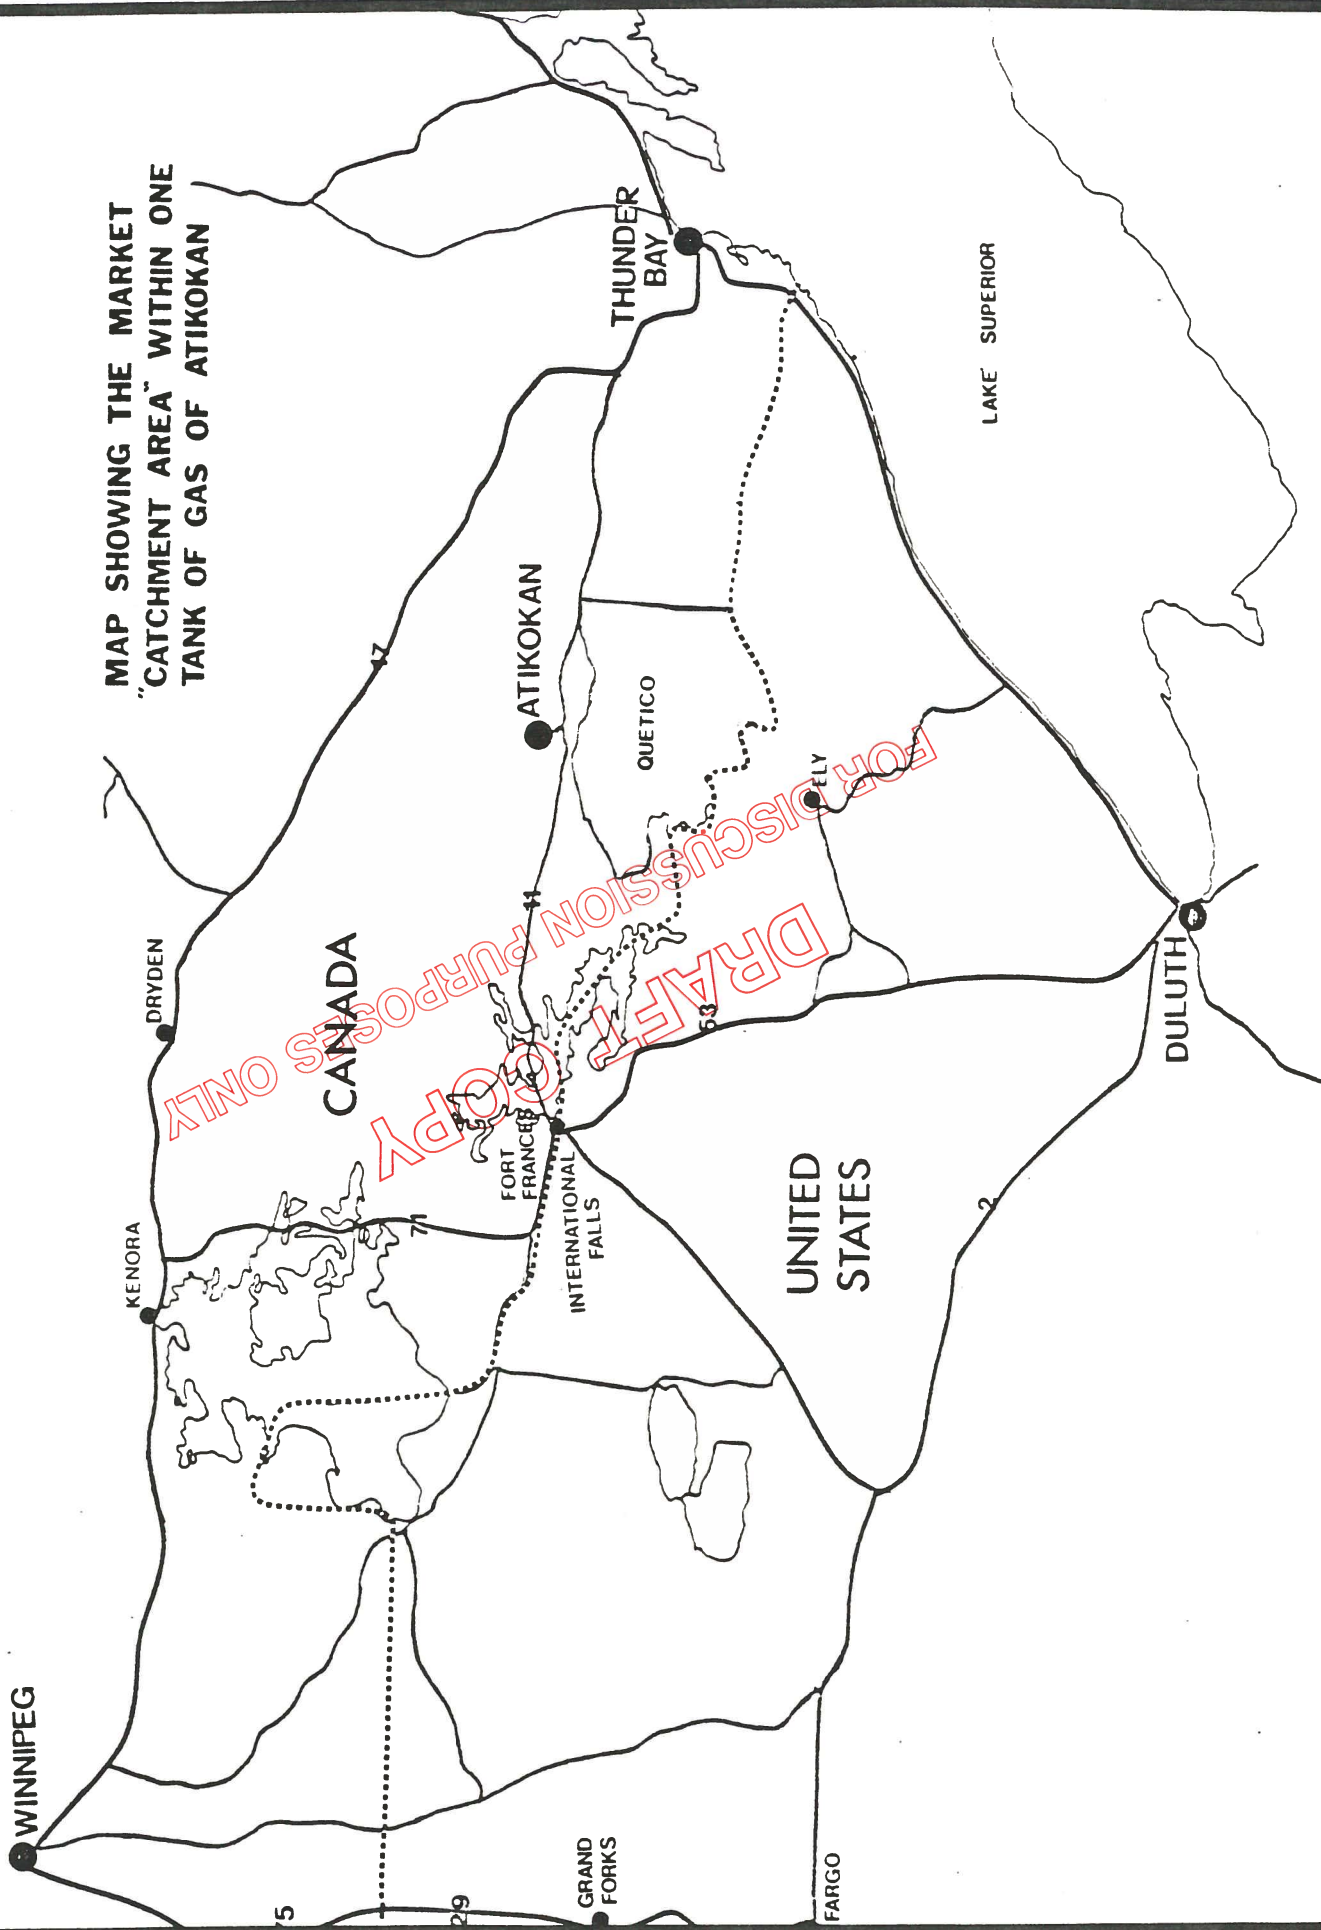 MAP SHOWING THE MARKET
"CATCHMENT AREA" WITHIN ONE
TANK OF GAS OF ATIKOKAN
WINNIPEG
KENORA
DRYDEN
17
CANADA
ATIKOKAN
THUNDER
BAY
75
29
71
11
FORT
FRANCES
INTERNATIONAL
FALLS
QUETICO
GRAND
FORKS
53
ELY
UNITED
STATES
LAKE SUPERIOR
FARGO
2
DULUTH
COPY
DRAFT
FOR DISCUSSION PURPOSES ONLY